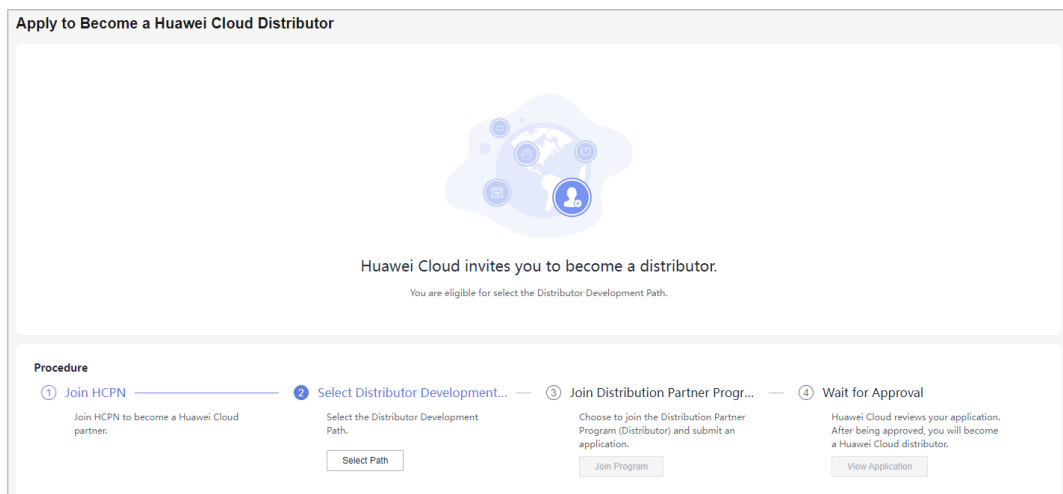 Apply to Become a Huawei Cloud Distributor
Huawei Cloud invites you to become a distributor.
You are eligible for select the Distributor Development Path.
Procedure
1 Join HCPN
Join HCPN to become a Huawei Cloud
partner.
2 Select Distributor Development...
Select the Distributor Development
Path.
Select Path
3 Join Distribution Partner Progr...
Choose to join the Distribution Partner
Program (Distributor) and submit an
application.
Join Program
4 Wait for Approval
Huawei Cloud reviews your application.
After being approved, you will become
a Huawei Cloud distributor.
View Application